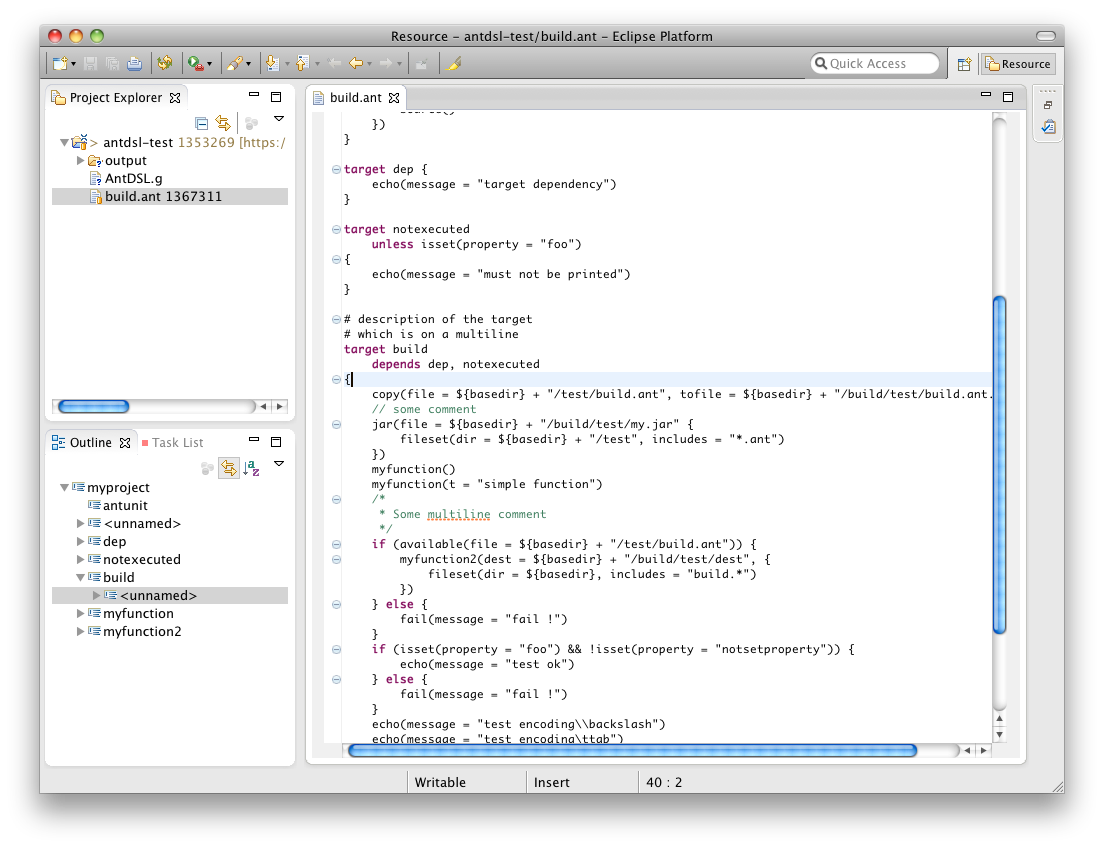 Resource – antdsl-test/build.ant – Eclipse Platform
Quick Access
Resource
Project Explorer
> antdsl-test 1353269 [https:/
output
AntDSL.g
build.ant 1367311
Outline
Task List
myproject
antunit
<unnamed>
dep
notexecuted
build
<unnamed>
myfunction
myfunction2
build.ant
})
}
target dep {
echo(message = "target dependency")
}
target notexecuted
unless isset(property = "foo")
{
echo(message = "must not be printed")
}
# description of the target
# which is on a multiline
target build
depends dep, notexecuted
{
copy(file = ${basedir} + "/test/build.ant", tofile = ${basedir} + "/build/test/build.ant.
// some comment
jar(file = ${basedir} + "/build/test/my.jar" {
fileset(dir = ${basedir} + "/test", includes = "*.ant")
})
myfunction()
myfunction(t = "simple function")
/*
* Some multiline comment
*/
if (available(file = ${basedir} + "/test/build.ant")) {
myfunction2(dest = ${basedir} + "/build/test/dest", {
fileset(dir = ${basedir}, includes = "build.*")
})
} else {
fail(message = "fail !")
}
if (isset(property = "foo") && !isset(property = "notsetproperty")) {
echo(message = "test ok")
} else {
fail(message = "fail !")
}
echo(message = "test encoding\\backslash")
echo(message = "test encoding\ttab")
Writable
Insert
40 : 2